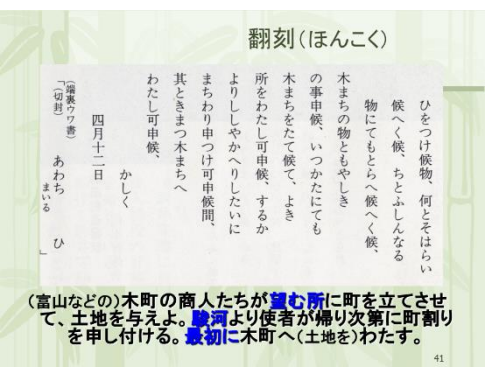 翻刻(ほんこく)
ひをつけ候物、何とそはらい
候へく候、ちとふしんなる
物にてもとらへ候へく候、
木まちの物ともやしき
の事申候、いつかたにても
木まちをたて候て、よき
所をわたし可申候、するか
よりししやかへりしたいに
まちわり申つけ可申候間、
其ときまつ木まちへ
わたし可申候、
かしく
四月十二日
(端裏ウワ書)
「(切封)
あわち ひ
まいる 」
(富山などの)木町の商人たちが望む所に町を立てさせ
て、土地を与えよ。駿河より使者が帰り次第に町割り
を申し付ける。最初に木町へ(土地を)わたす。
41